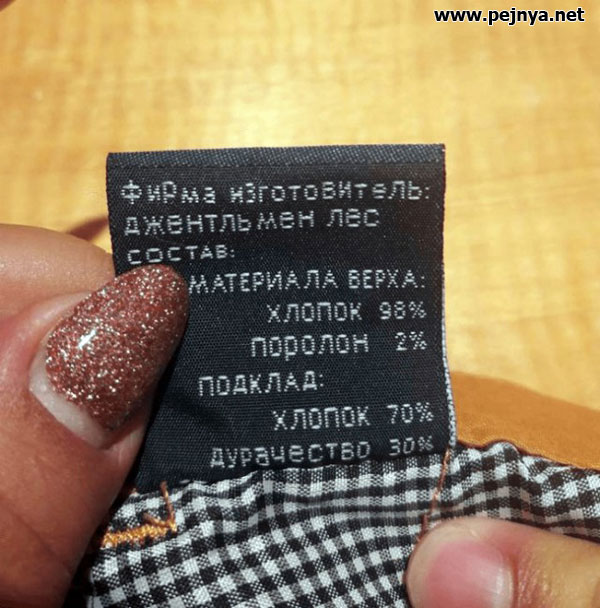 www.pejnya.net
Фирма изготовитель:
джентльмен лес
состав:
МАТЕРИАЛА ВЕРХА:
ХЛОПОК 98%
ПОРОЛОН 2%
ПОДКЛАД:
ХЛОПОК 70%
ДУРАЧЕСТВО 30%